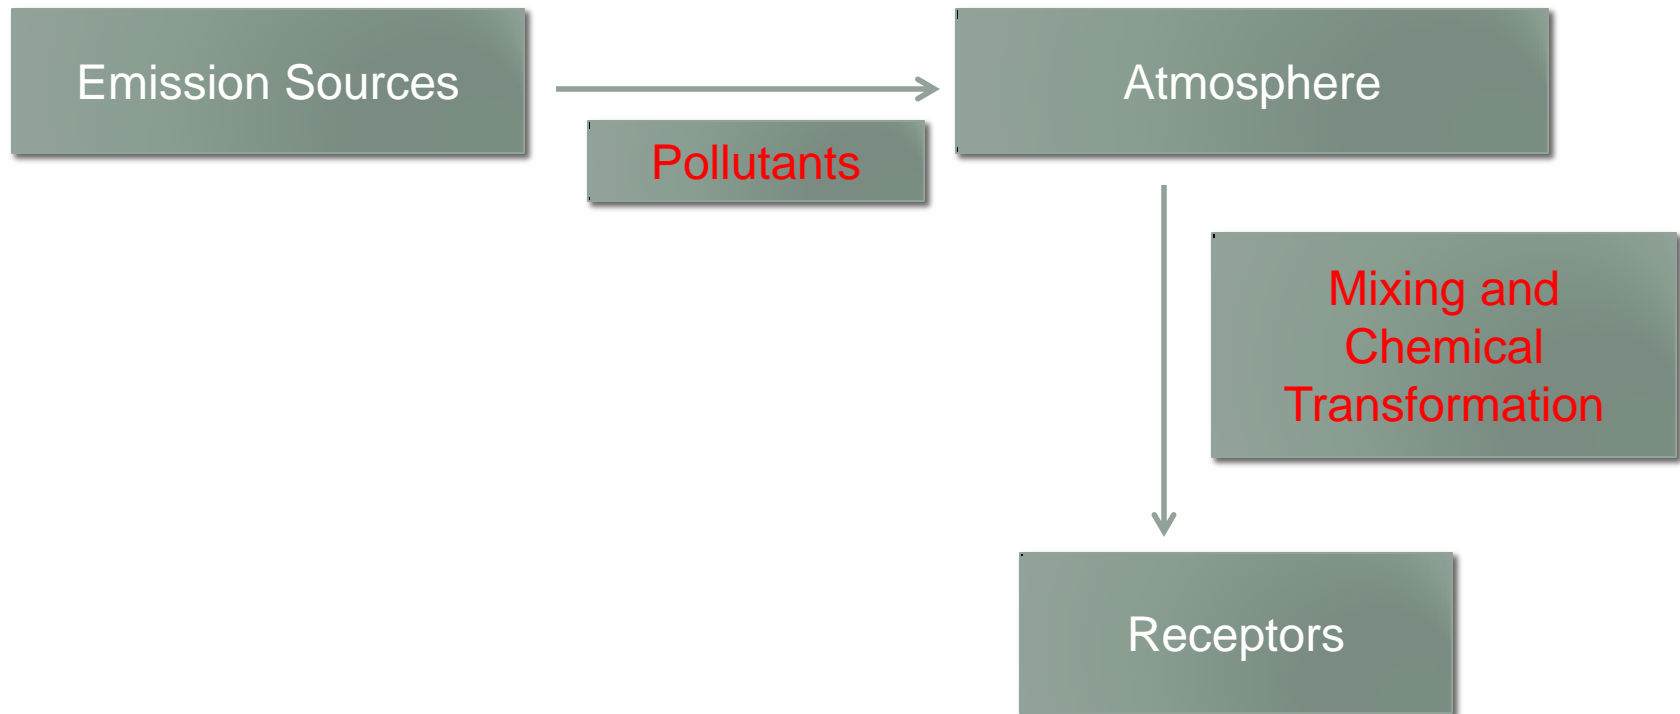 Emission Sources
Atmosphere
Pollutants
Mixing and
Chemical
Transformation
Receptors